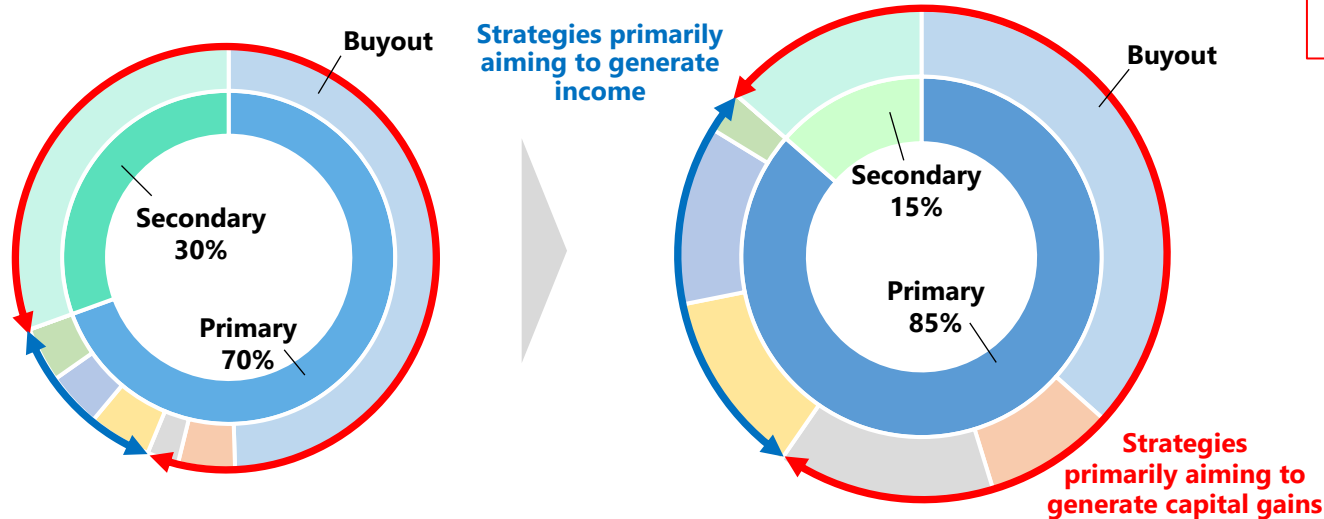 Buyout
Secondary
30%
Primary
70%
Strategies primarily
aiming to generate
income
Buyout
Secondary
15%
Primary
85%
Strategies
primarily aiming to
generate capital gains